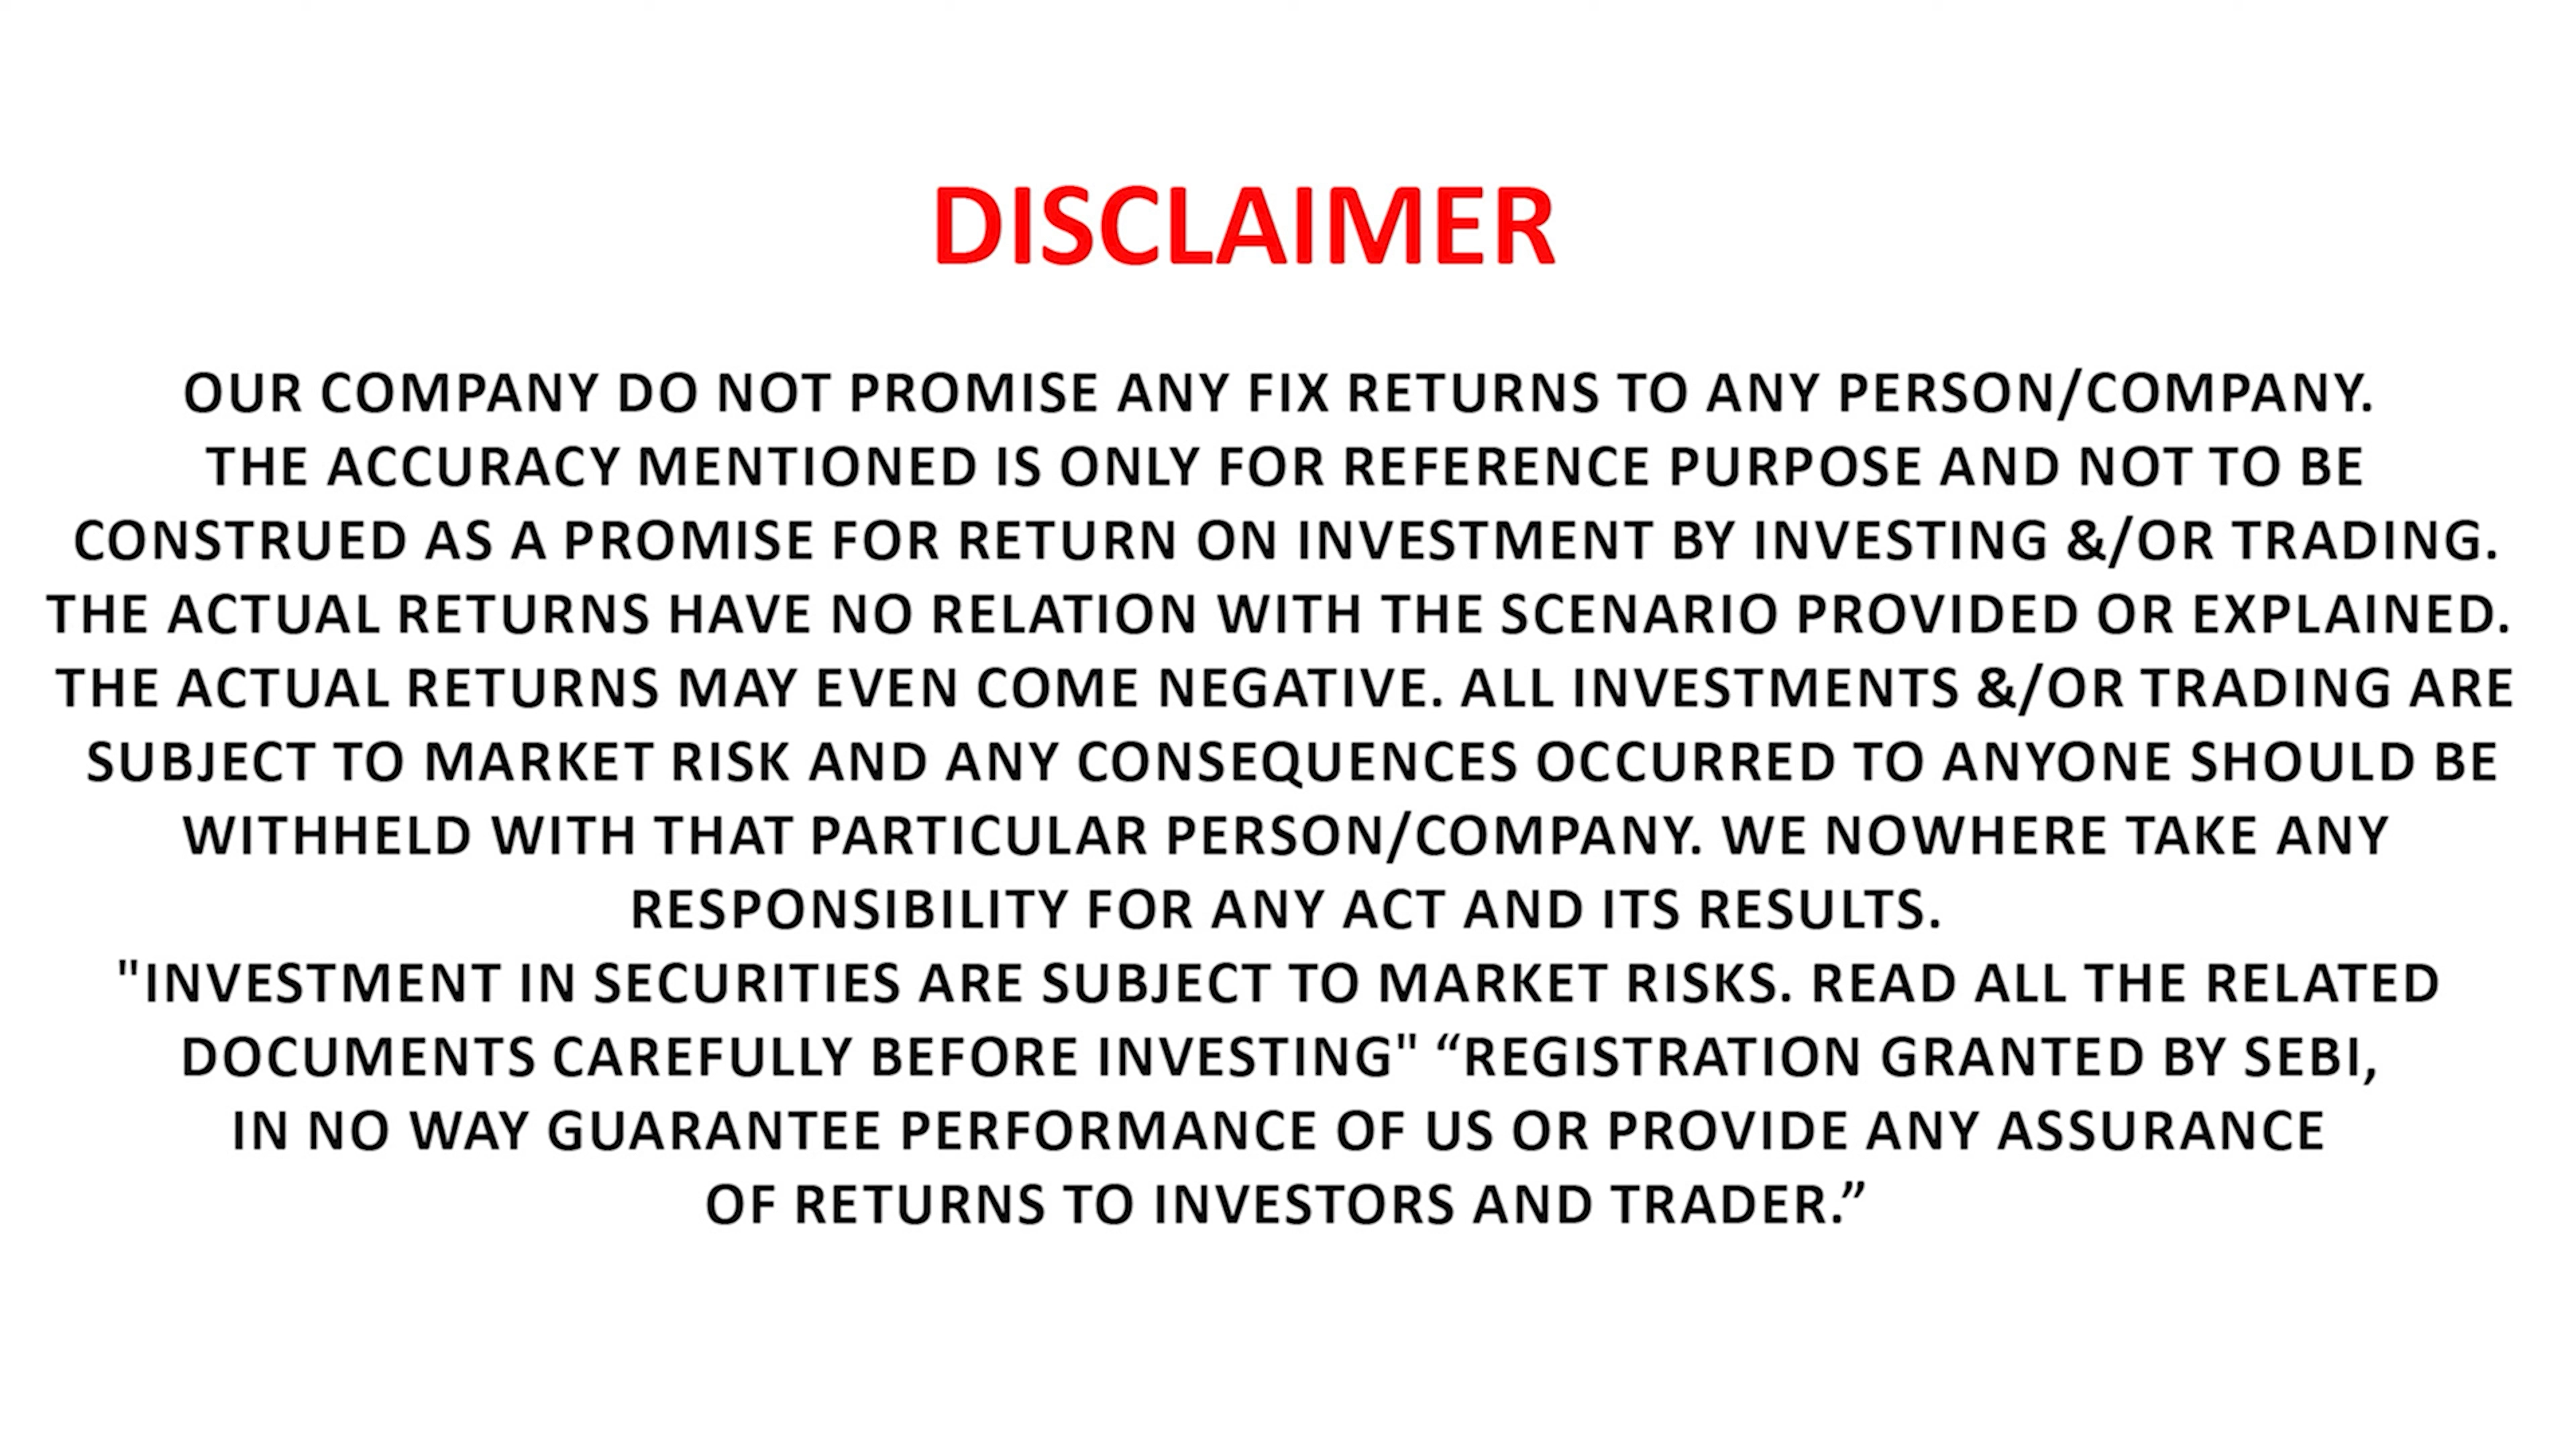 DISCLAIMER
OUR COMPANY DO NOT PROMISE ANY FIX RETURNS TO ANY PERSON/COMPANY.
THE ACCURACY MENTIONED IS ONLY FOR REFERENCE PURPOSE AND NOT TO BE
CONSTRUED AS A PROMISE FOR RETURN ON INVESTMENT BY INVESTING &/OR TRADING.
THE ACTUAL RETURNS HAVE NO RELATION WITH THE SCENARIO PROVIDED OR EXPLAINED.
THE ACTUAL RETURNS MAY EVEN COME NEGATIVE. ALL INVESTMENTS &/OR TRADING ARE
SUBJECT TO MARKET RISK AND ANY CONSEQUENCES OCCURRED TO ANYONE SHOULD BE
WITHHELD WITH THAT PARTICULAR PERSON/COMPANY. WE NOWHERE TAKE ANY
RESPONSIBILITY FOR ANY ACT AND ITS RESULTS.
"INVESTMENT IN SECURITIES ARE SUBJECT TO MARKET RISKS. READ ALL THE RELATED
DOCUMENTS CAREFULLY BEFORE INVESTING" “REGISTRATION GRANTED BY SEBI,
IN NO WAY GUARANTEE PERFORMANCE OF US OR PROVIDE ANY ASSURANCE
OF RETURNS TO INVESTORS AND TRADER.”